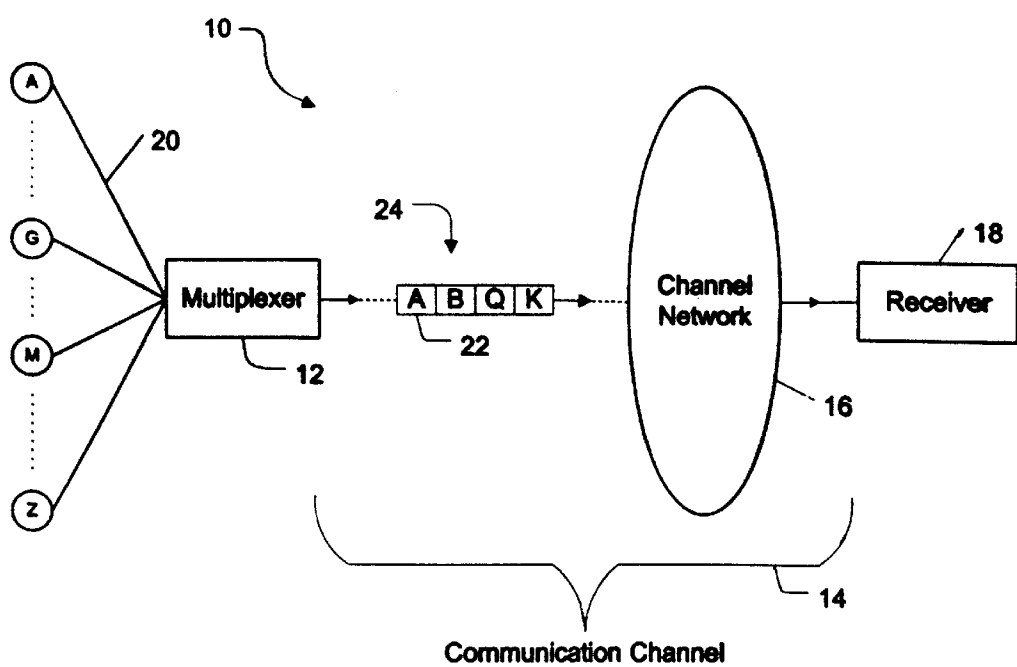 10
A
20
24
G
18
Multiplexer
A B Q K
Channel
Network
Receiver
22
M
12
16
Z
14
Communication Channel